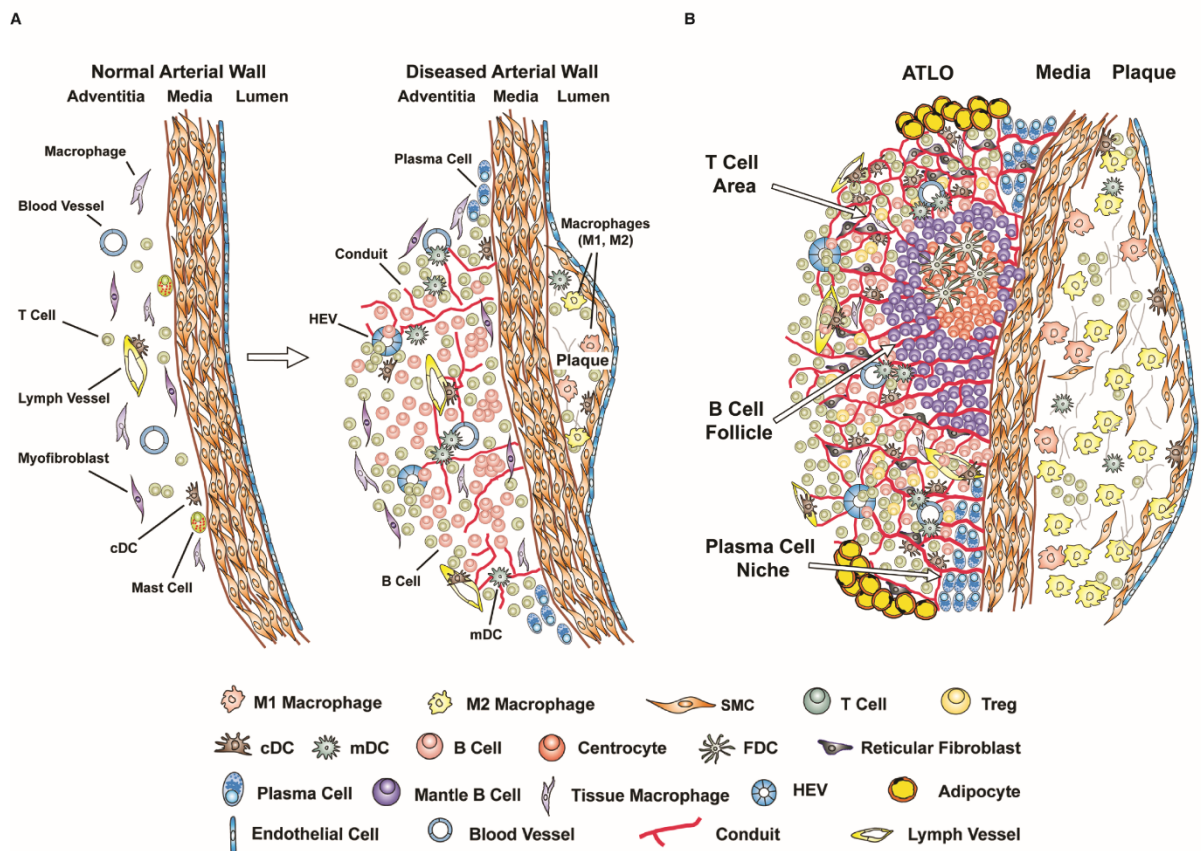 A
Normal Arterial Wall
Adventitia Media Lumen
Macrophage
Blood Vessel
T Cell
Lymph Vessel
Myofibroblast
cDC
Mast Cell
Diseased Arterial Wall
Adventitia Media Lumen
Plasma Cell
Macrophages
(M1, M2)
Conduit
HEV
Plaque
B Cell
mDC
B
ATLO Media Plaque
T Cell
Area
B Cell
Follicle
Plasma Cell
Niche
M1 Macrophage M2 Macrophage SMC T Cell Treg
cDC mDC B Cell Centrocyte FDC Reticular Fibroblast
Plasma Cell Mantle B Cell Tissue Macrophage HEV Adipocyte
Endothelial Cell Blood Vessel Conduit Lymph Vessel